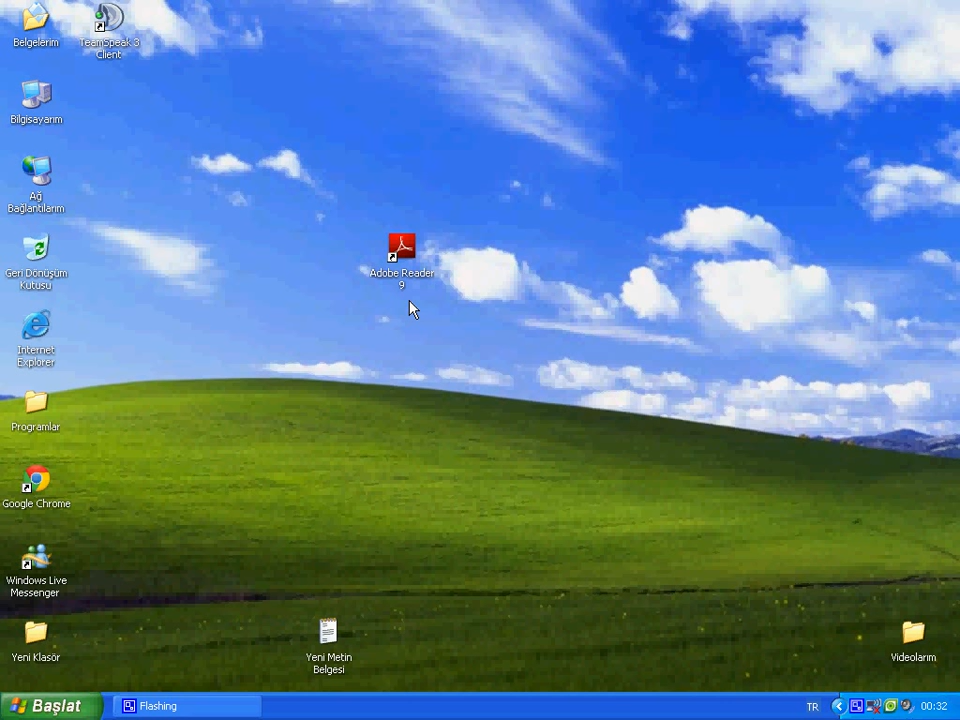 Belgelerim
TeamSpeak 3
Client
Bilgisayarım
Ağ
Bağlantılarım
Geri Dönüşüm
Kutusu
Adobe Reader
9
Internet
Explorer
Programlar
Google Chrome
Windows Live
Messenger
Yeni Klasör
Yeni Metin
Belgesi
Videolarım
Başlat
Flashing
TR
00:32